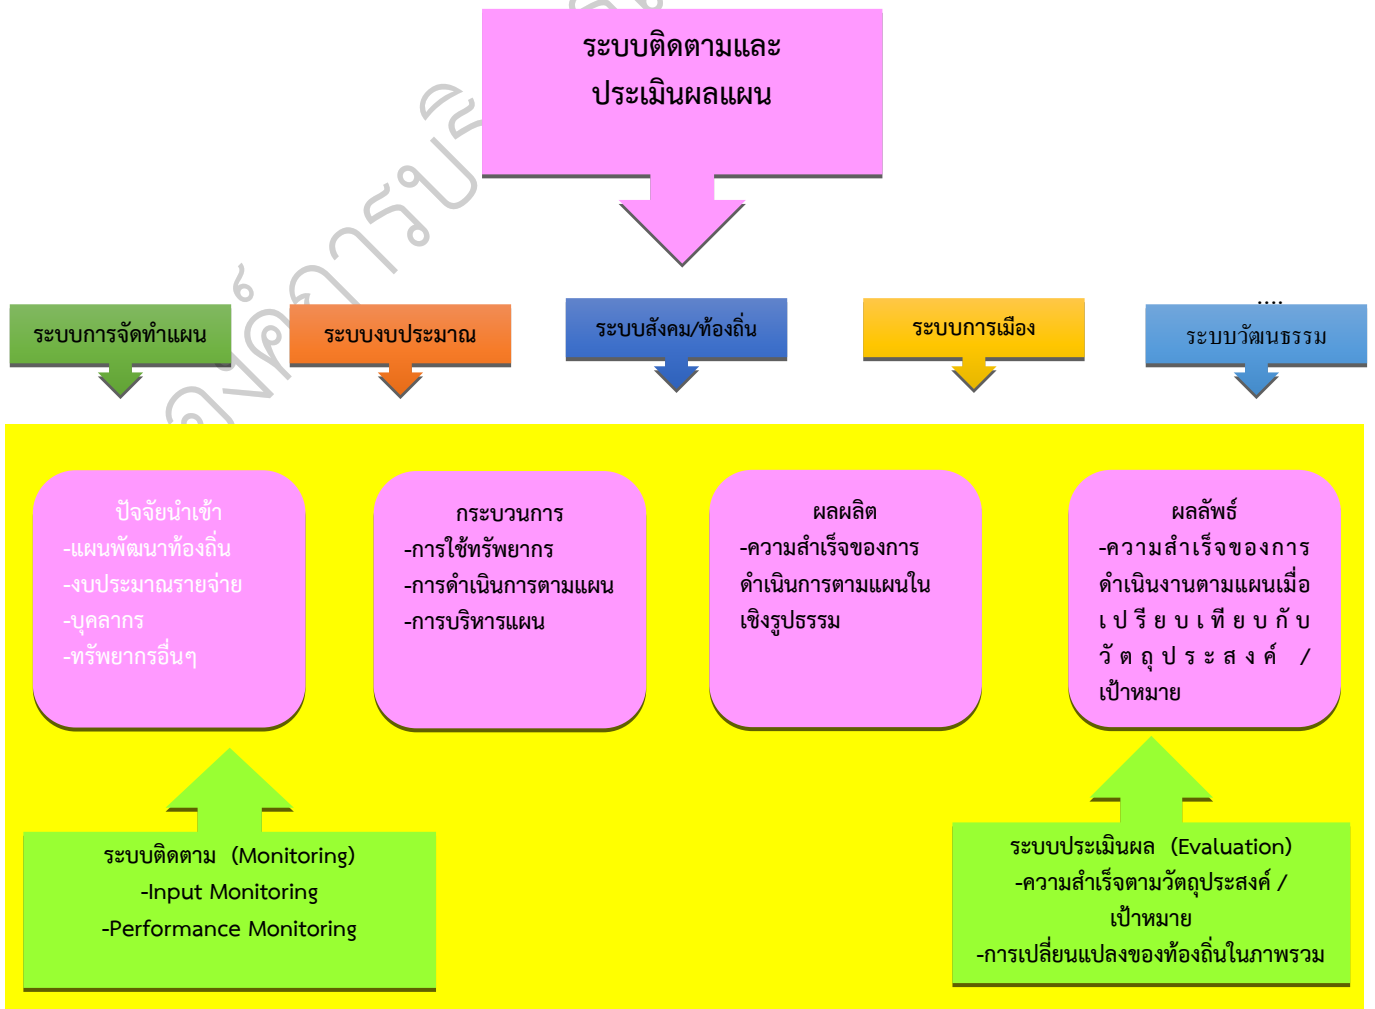 ระบบติดตามและ
ประเมินผลแผน
องค์การบริ
....
ระบบการจัดทำแผน
ระบบงบประมาณ
ระบบสังคม/ท้องถิ่น
ระบบการเมือง
ระบบวัฒนธรรม
ปัจจัยนำเข้า
-แผนพัฒนาท้องถิ่น
-งบประมาณรายจ่าย
-บุคลากร
-ทรัพยากรอื่นๆ
กระบวนการ
-การใช้ทรัพยากร
-การดำเนินการตามแผน
-การบริหารแผน
ผลผลิต
-ความสำเร็จของการ
ดำเนินการตามแผนใน
เชิงรูปธรรม
ผลลัพธ์
-ความสำเร็จของการ
ดำเนินงานตามแผนเมื่อ
เปรียบเทียบกับ
วัตถุประสงค์ /
เป้าหมาย
ระบบติดตาม (Monitoring)
-Input Monitoring
-Performance Monitoring
ระบบประเมินผล (Evaluation)
-ความสำเร็จตามวัตถุประสงค์ /
เป้าหมาย
-การเปลี่ยนแปลงของท้องถิ่นในภาพรวม